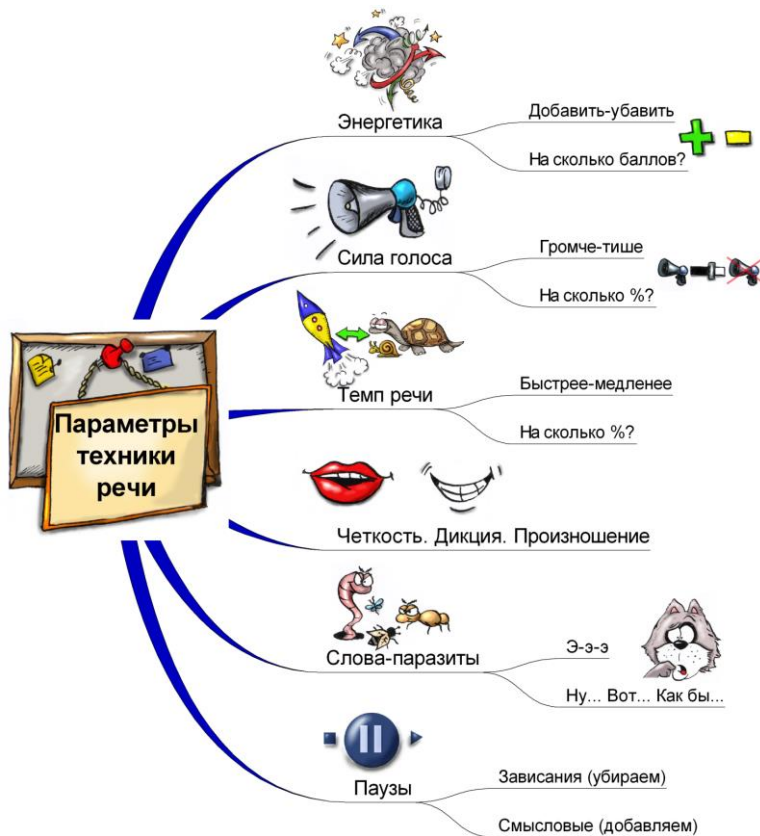 Энергетика
Добавить-убавить
На сколько баллов?
Сила голоса
Громче-тише
На сколько %?
Темп речи
Быстрее-медленее
На сколько %?
Параметры
техники
речи
Четкость. Дикция. Произношение
Слова-паразиты
Э-э-э
Ну... Вот... Как бы...
Паузы
Зависания (убираем)
Смысловые (добавляем)